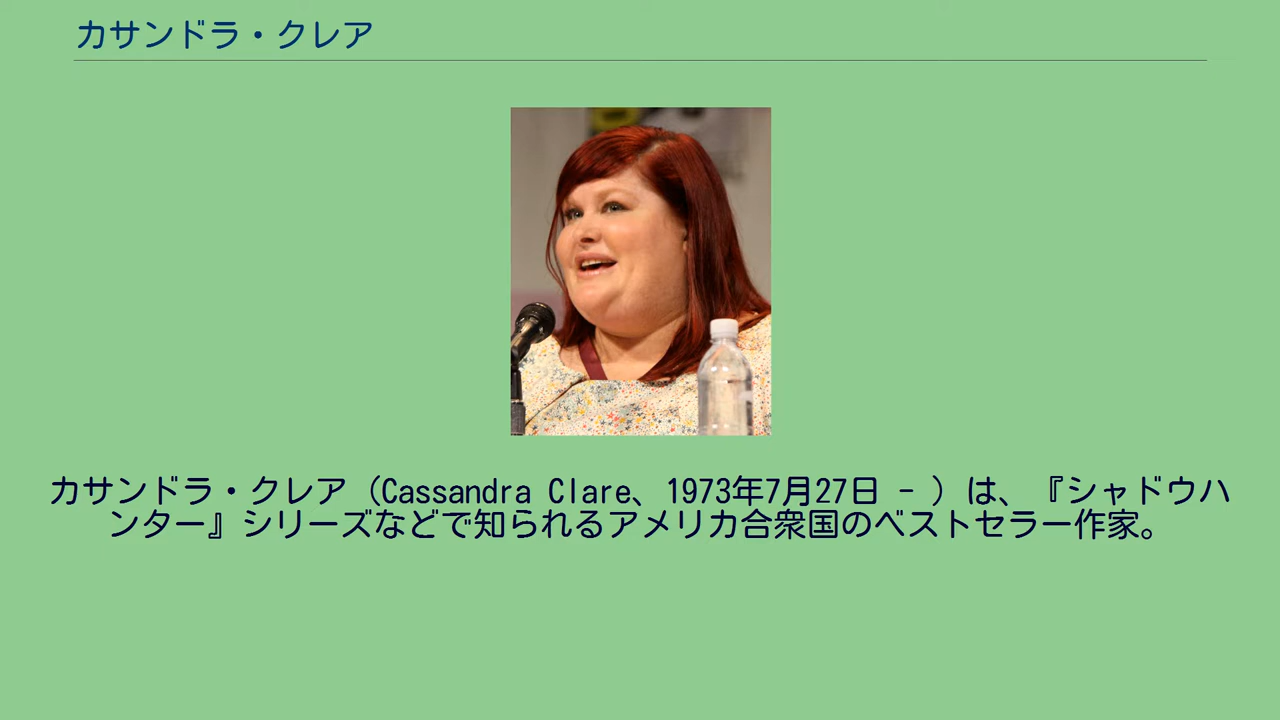 カサンドラ・クレア
カサンドラ・クレア（Cassandra Clare、1973年7月27日 - ）は、『シャドウハ
ンター』シリーズなどで知られるアメリカ合衆国のベストセラー作家。